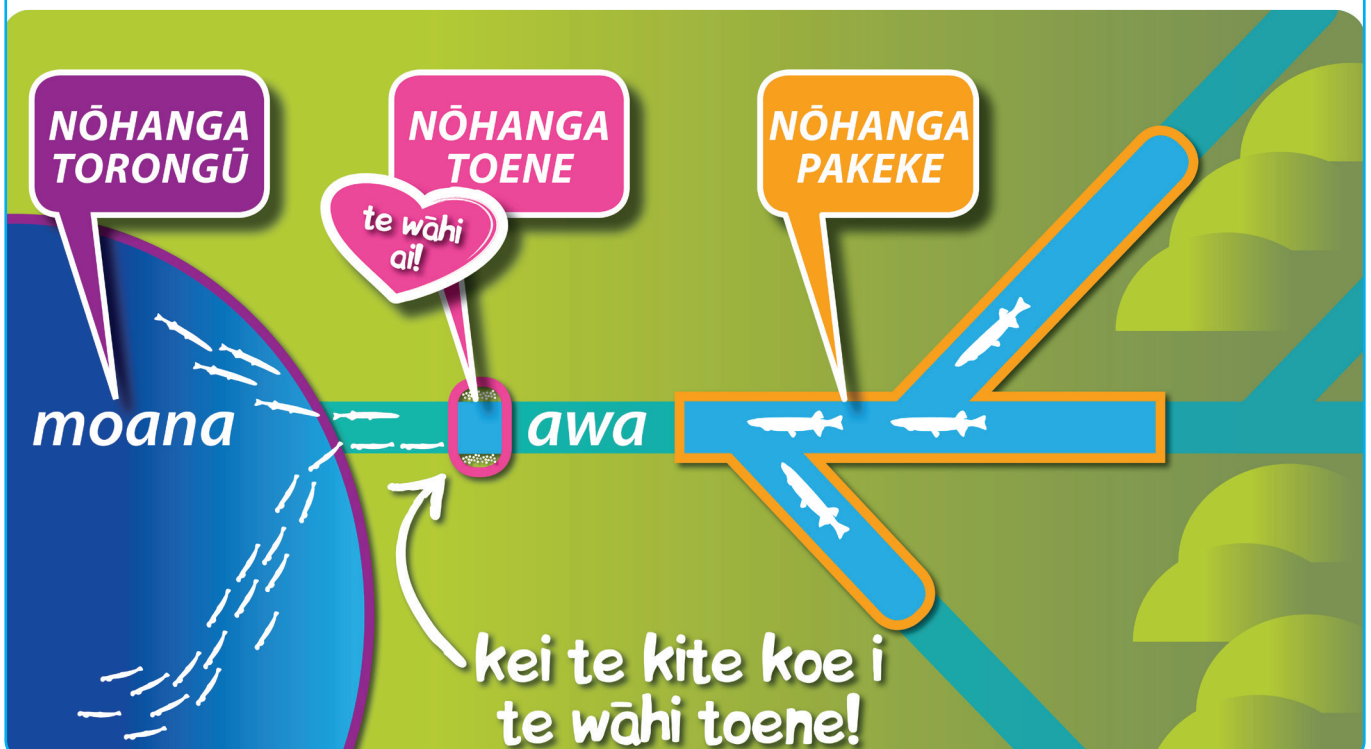 NŌHANGA
TORONGŪ
NŌHANGA
TOENE
te wāhi
ai!
NŌHANGA
PAKEKE
moana
awa
kei te kite koe i
te wāhi toene!